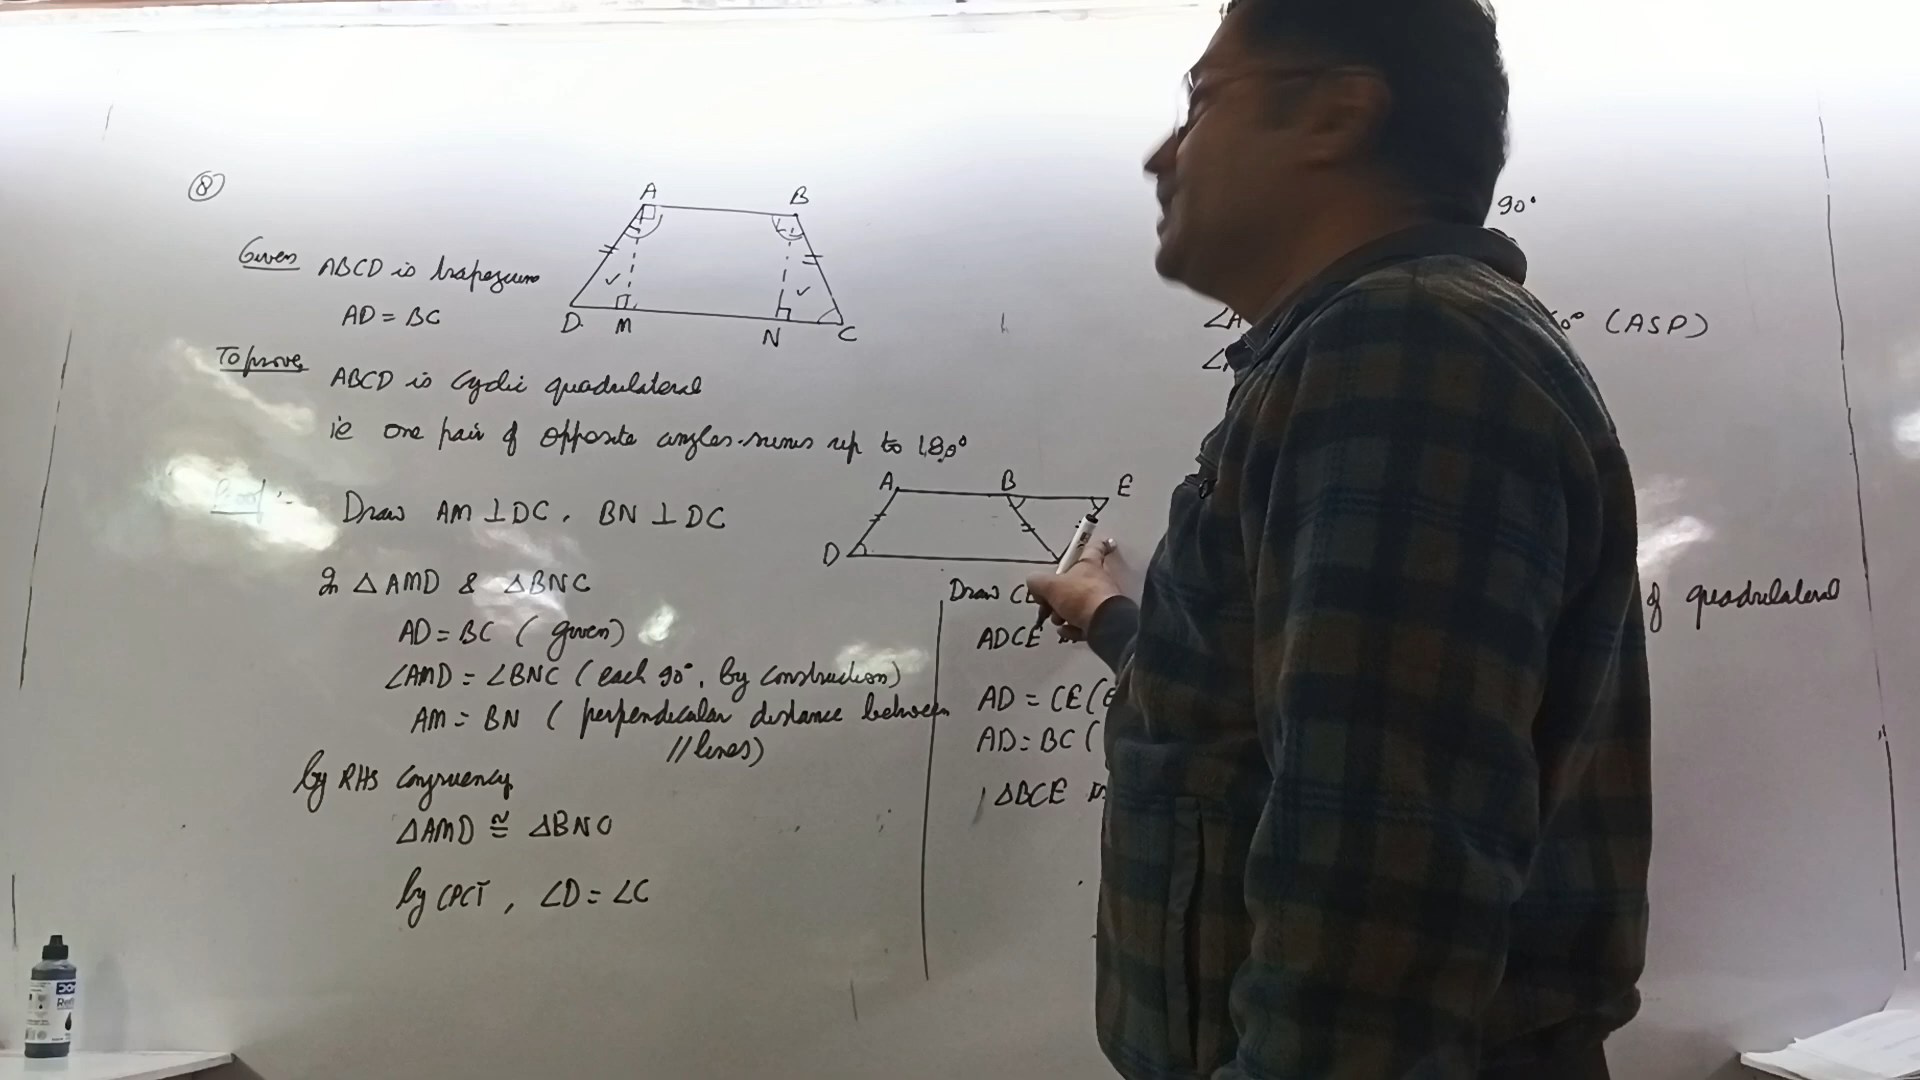 8
A B
Given ABCD is trapezium
AD = BC
D M N C
To prove ABCD is cyclic quadrilateral
ie one pair of opposite angles sums up to 180°
Proof :- Draw AM ⊥ DC, BN ⊥ DC
In △AMD & △BNC
AD = BC (given)
∠AMD = ∠BNC (each 90°, by construction)
AM = BN (perpendicular distance between
// lines)
by RHS congruency
△AMD ≅ △BNC
by CPCT, ∠D = ∠C
A B E
D
Draw CE
ADCE
AD = CE (
AD = BC (
△BCE
90°
∠A
0° (ASP)
∠
of quadrilateral